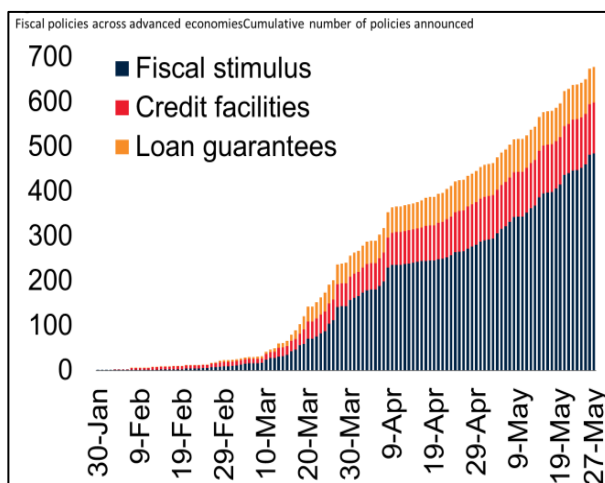 Fiscal policies across advanced economiesCumulative number of policies announced
700
600
500
400
300
200
100
0
Fiscal stimulus
Credit facilities
Loan guarantees
30-Jan
9-Feb
19-Feb
29-Feb
10-Mar
20-Mar
30-Mar
9-Apr
19-Apr
29-Apr
9-May
19-May
27-May